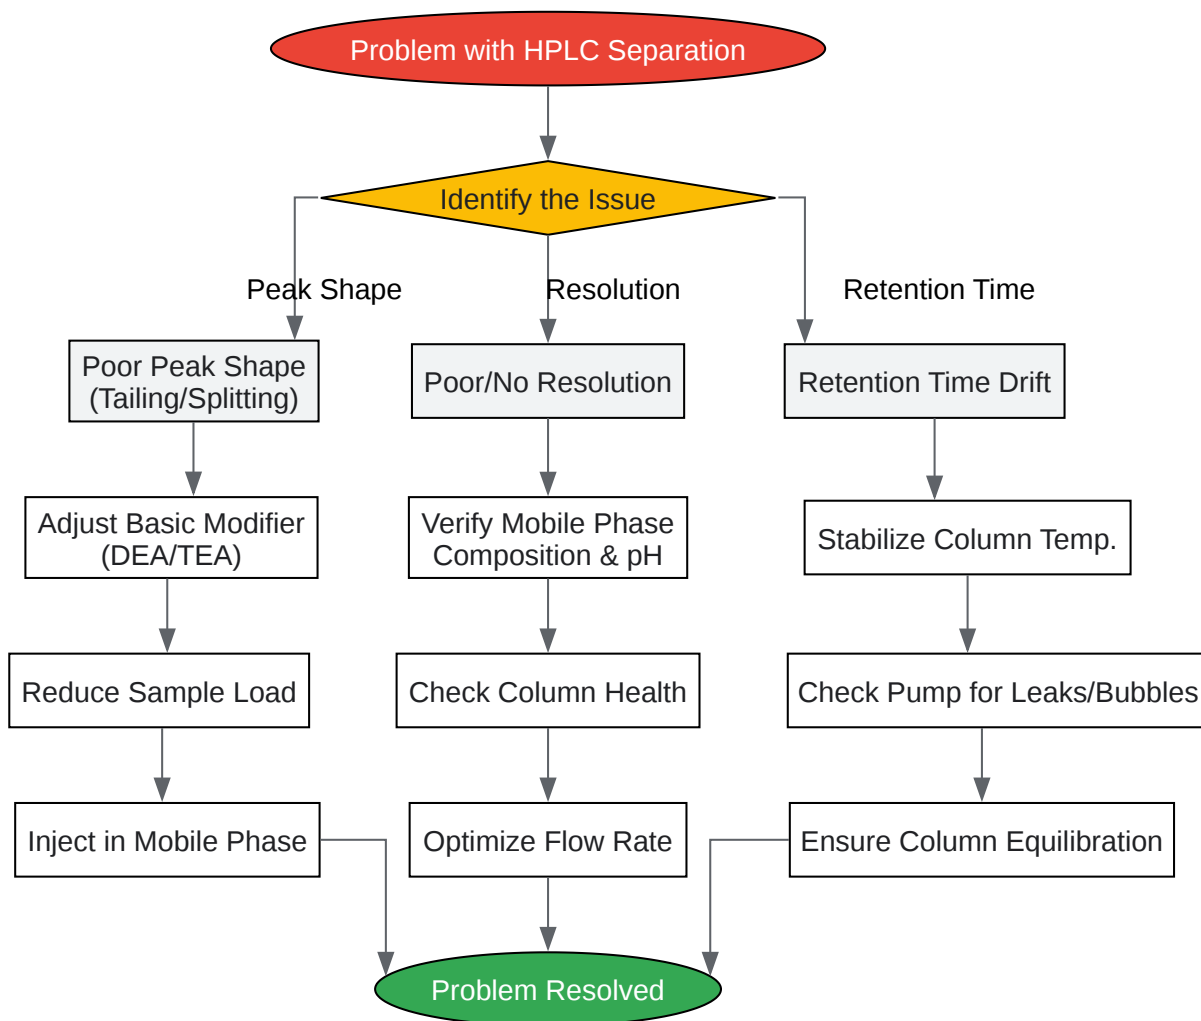 Problem with HPLC Separation
Identify the Issue
Peak Shape
Resolution
Retention Time
Poor Peak Shape
(Tailing/Splitting)
Poor/No Resolution
Retention Time Drift
Adjust Basic Modifier
(DEA/TEA)
Verify Mobile Phase
Composition & pH
Stabilize Column Temp.
Reduce Sample Load
Check Column Health
Check Pump for Leaks/Bubbles
Inject in Mobile Phase
Optimize Flow Rate
Ensure Column Equilibration
Problem Resolved